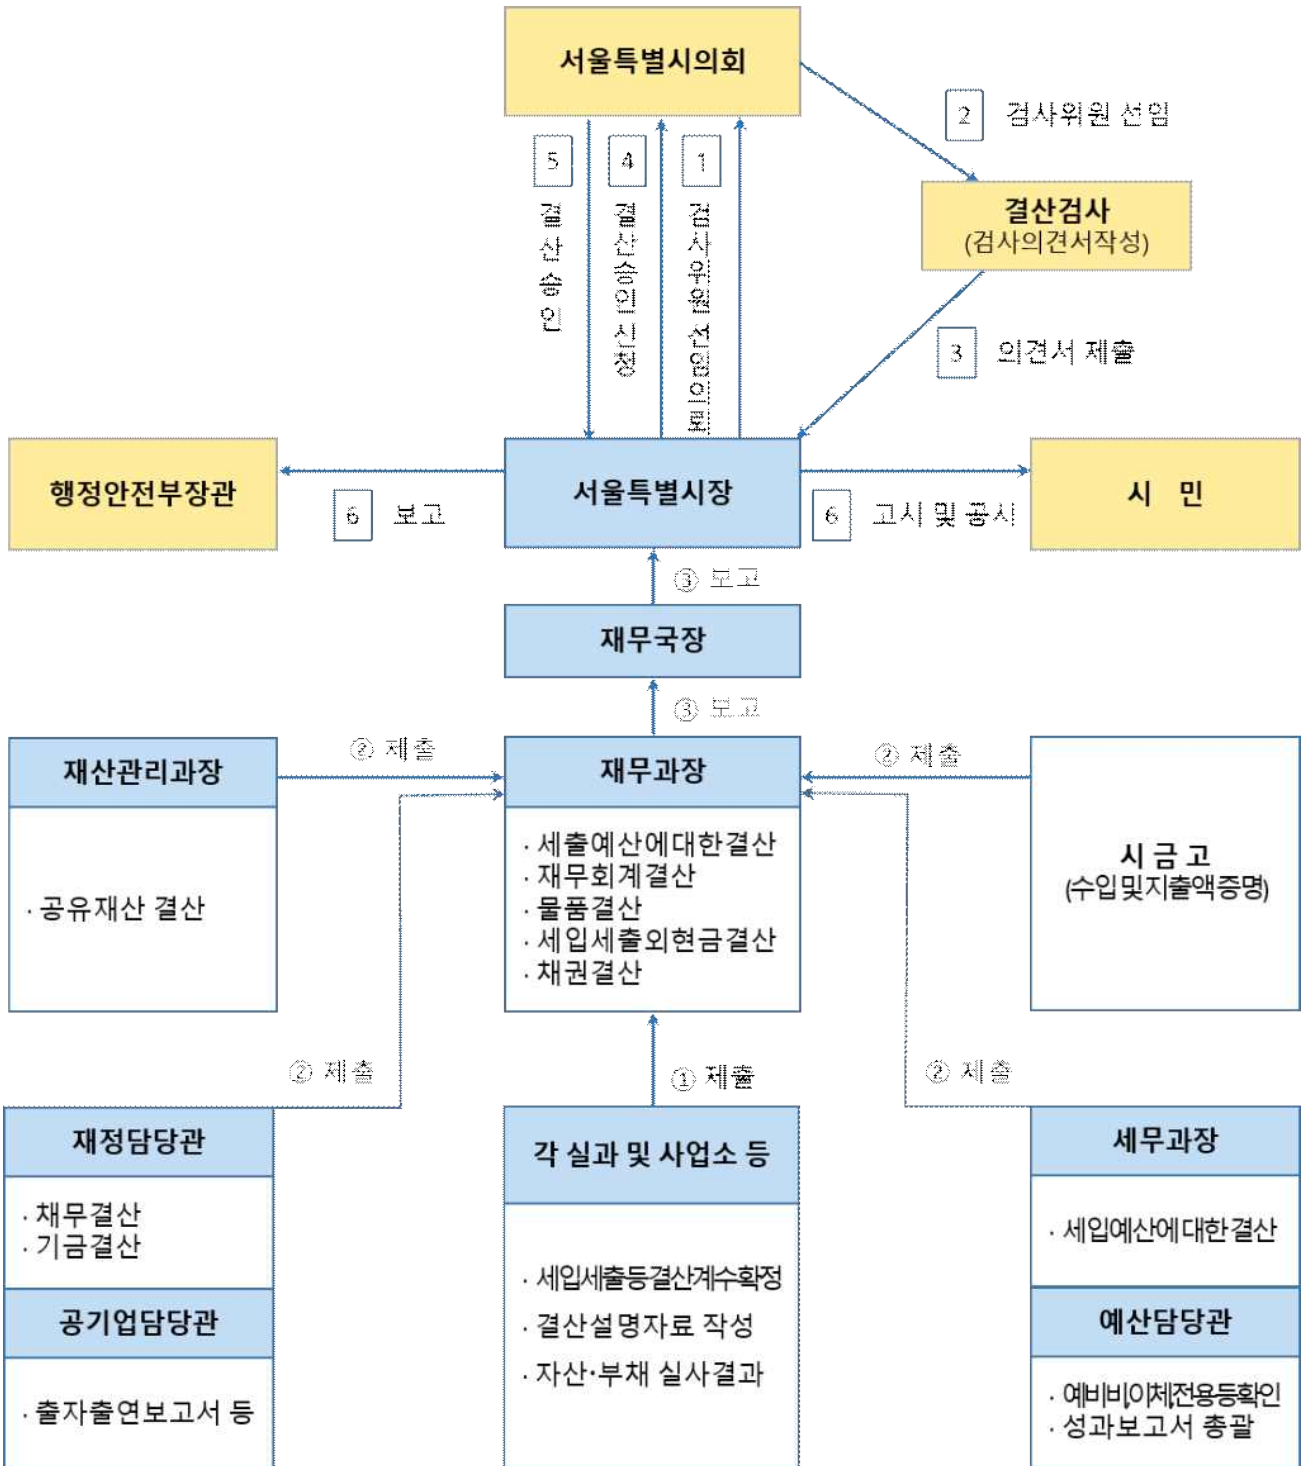 서울특별시의회
2 검사위원 선임
5 결산승인
4 결산승인신청
1 검사위원선임의뢰
결산검사
(검사의견서작성)
3 의견서 제출
행정안전부장관
6 보고
서울특별시장
6 고시 및 공시
시 민
③ 보고
재무국장
③ 보고
재산관리과장
· 공유재산 결산
② 제출
재무과장
· 세출예산에대한결산
· 재무회계결산
· 물품결산
· 세입세출외현금결산
· 채권결산
② 제출
시 금 고
(수입및지출액증명)
② 제출
① 제출
② 제출
재정담당관
· 채무결산
· 기금결산
공기업담당관
· 출자출연보고서 등
각 실과 및 사업소 등
· 세입세출등결산계수확정
· 결산설명자료 작성
· 자산·부채 실사결과
세무과장
· 세입예산에대한결산
예산담당관
· 예비비,이체,전용등확인
· 성과보고서 총괄